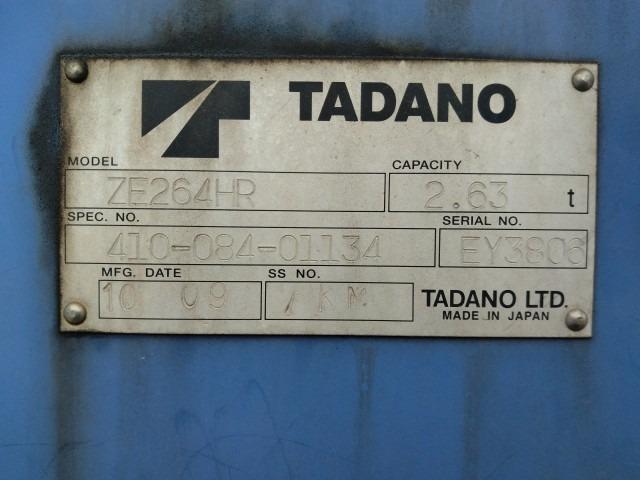 TADANO
MODEL
CAPACITY
ZE264HR
2.63 t
SPEC. NO.
SERIAL NO.
410-084-01134
EY3806
MFG. DATE
SS NO.
10 09
KM
TADANO LTD.
MADE IN JAPAN